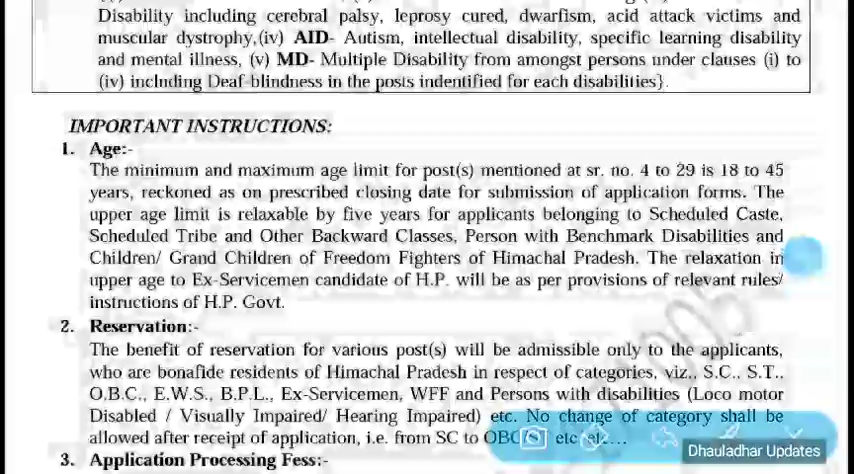 Disability including cerebral palsy, leprosy cured, dwarfism, acid attack victims and
muscular dystrophy,(iv) AID- Autism, intellectual disability, specific learning disability
and mental illness, (v) MD- Multiple Disability from amongst persons under clauses (i) to
(iv) including Deaf-blindness in the posts indentified for each disabilities}.
IMPORTANT INSTRUCTIONS:
1. Age:-
The minimum and maximum age limit for post(s) mentioned at sr. no. 4 to 29 is 18 to 45
years, reckoned as on prescribed closing date for submission of application forms. The
upper age limit is relaxable by five years for applicants belonging to Scheduled Caste,
Scheduled Tribe and Other Backward Classes, Person with Benchmark Disabilities and
Children/ Grand Children of Freedom Fighters of Himachal Pradesh. The relaxation in
upper age to Ex-Servicemen candidate of H.P. will be as per provisions of relevant rules/
instructions of H.P. Govt.
2. Reservation:-
The benefit of reservation for various post(s) will be admissible only to the applicants,
who are bonafide residents of Himachal Pradesh in respect of categories, viz., S.C., S.T.,
O.B.C., E.W.S., B.P.L., Ex-Servicemen, WFF and Persons with disabilities (Loco motor
Disabled / Visually Impaired/ Hearing Impaired) etc. No change of category shall be
allowed after receipt of application, i.e. from SC to etc
Dhauladhar Updates
3. Application Processing Fess:-